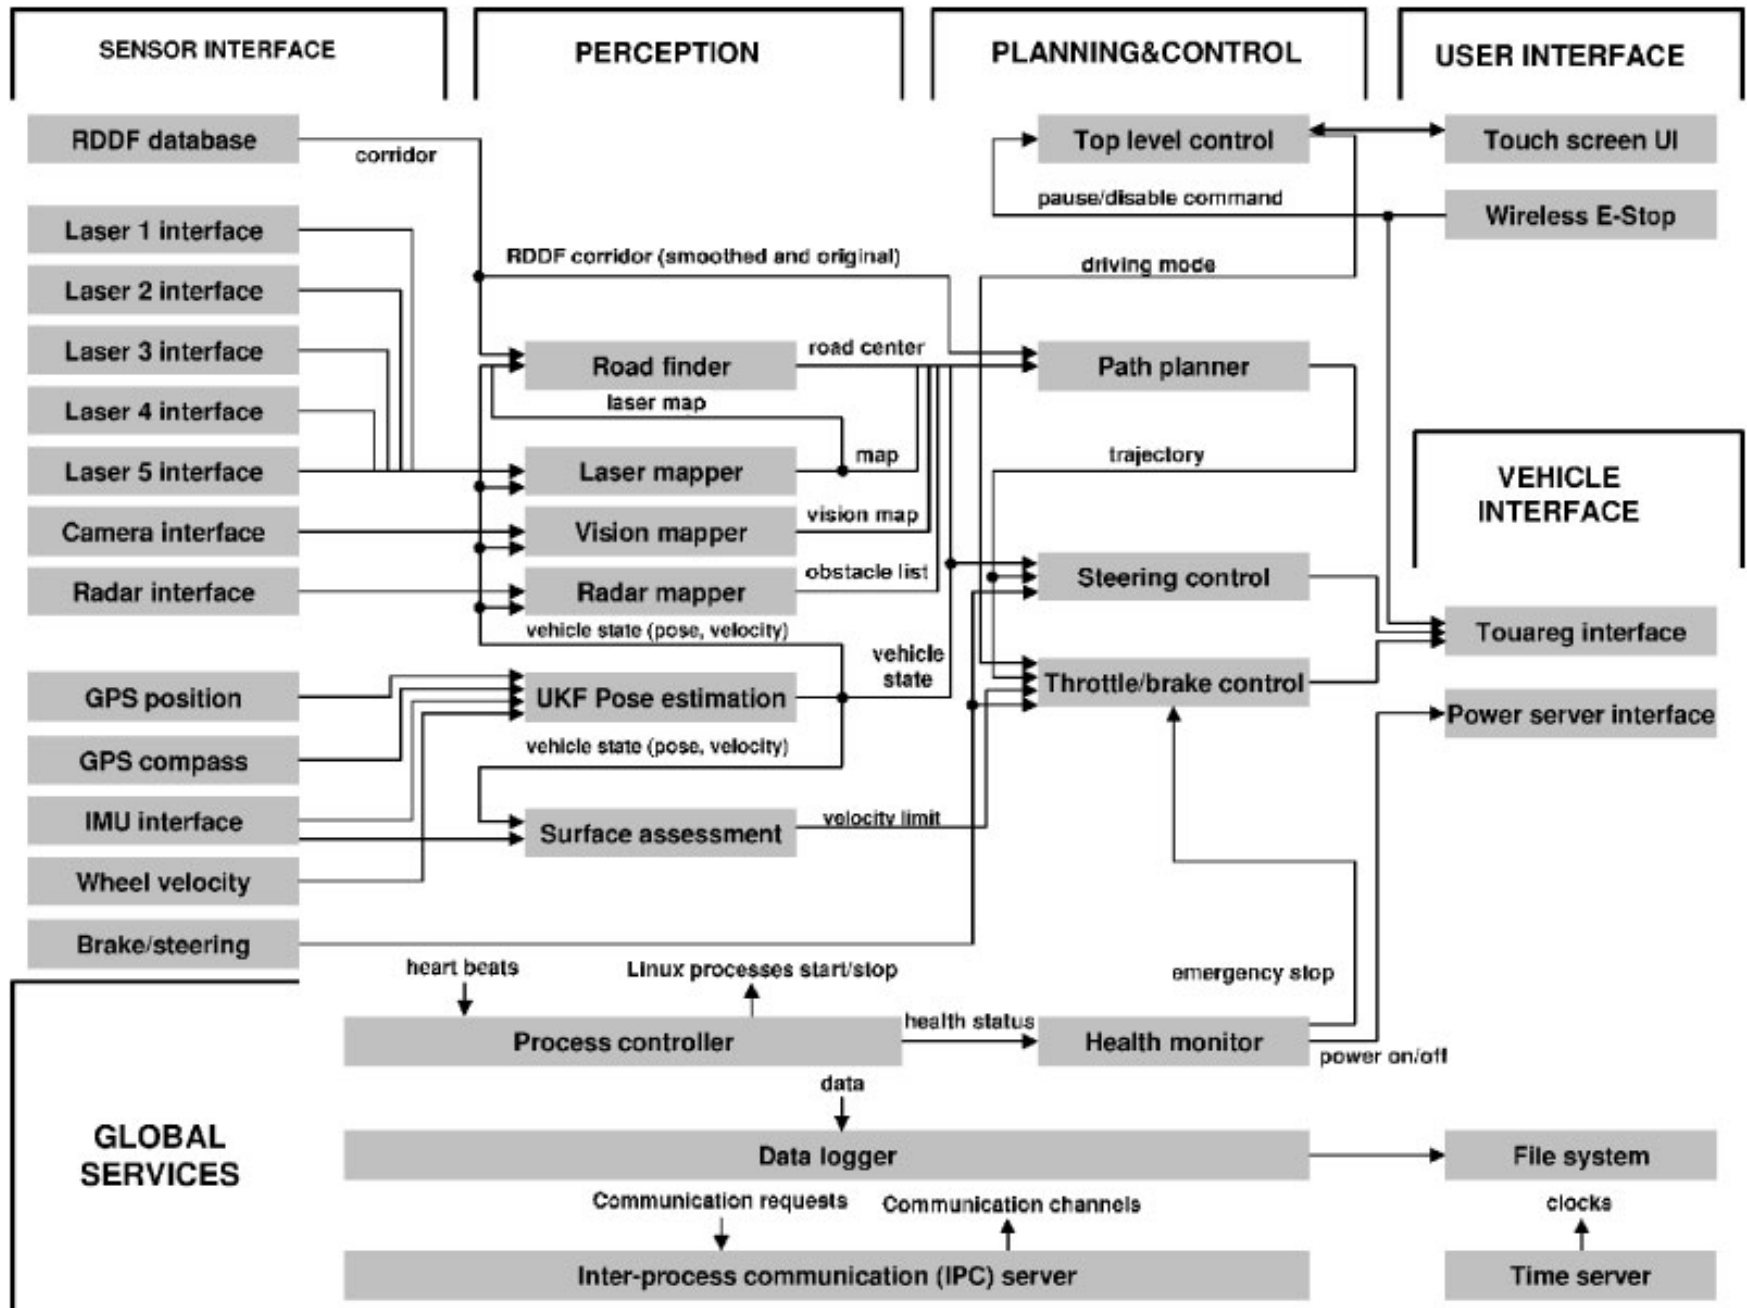 SENSOR INTERFACE
PERCEPTION
PLANNING&CONTROL
USER INTERFACE
RDDF database
corridor
Top level control
Touch screen UI
pause/disable command
Wireless E-Stop
Laser 1 interface
RDDF corridor (smoothed and original)
driving mode
Laser 2 interface
Laser 3 interface
Road finder
road center
Path planner
laser map
Laser 4 interface
Laser 5 interface
Laser mapper
map
trajectory
VEHICLE
INTERFACE
Camera interface
Vision mapper
vision map
Radar interface
Radar mapper
obstacle list
Steering control
vehicle state (pose, velocity)
Touareg interface
vehicle
state
GPS position
UKF Pose estimation
Throttle/brake control
Power server interface
vehicle state (pose, velocity)
GPS compass
IMU interface
Surface assessment
velocity limit
Wheel velocity
Brake/steering
heart beats
Linux processes start/stop
emergency stop
Process controller
health status
Health monitor
power on/off
data
GLOBAL
SERVICES
Data logger
File system
Communication requests
Communication channels
clocks
Inter-process communication (IPC) server
Time server